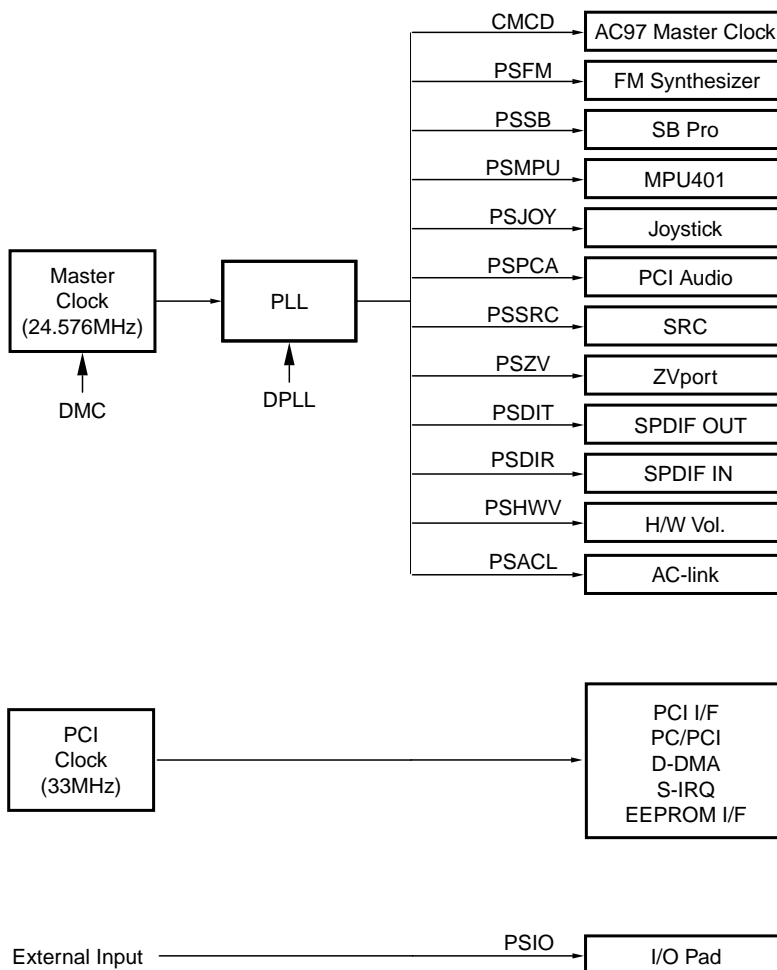 CMCD
AC97 Master Clock
PSFM
FM Synthesizer
PSSB
SB Pro
PSMPU
MPU401
PSJOY
Joystick
PSPCA
PCI Audio
PSSRC
SRC
PSZV
ZVport
PSDIT
SPDIF OUT
PSDIR
SPDIF IN
PSHWV
H/W Vol.
PSACL
AC-link
Master
Clock
(24.576MHz)
PLL
DMC
DPLL
PCI
Clock
(33MHz)
PCI I/F
PC/PCI
D-DMA
S-IRQ
EEPROM I/F
External Input
PSIO
I/O Pad